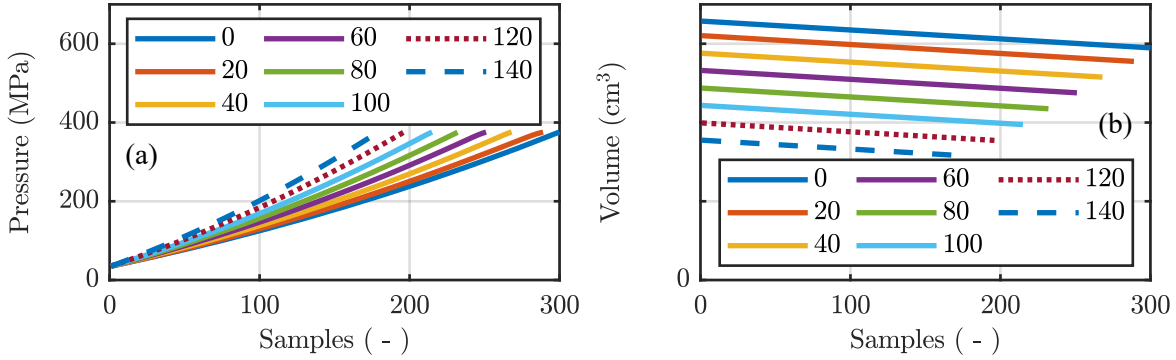 Pressure (MPa)
600
400
200
0
0 60 120
20 80 140
40 100
(a)
0 100 200 300
Samples ( - )
Volume (cm³)
0
(b)
0 60 120
20 80 140
40 100
0 100 200 300
Samples ( - )